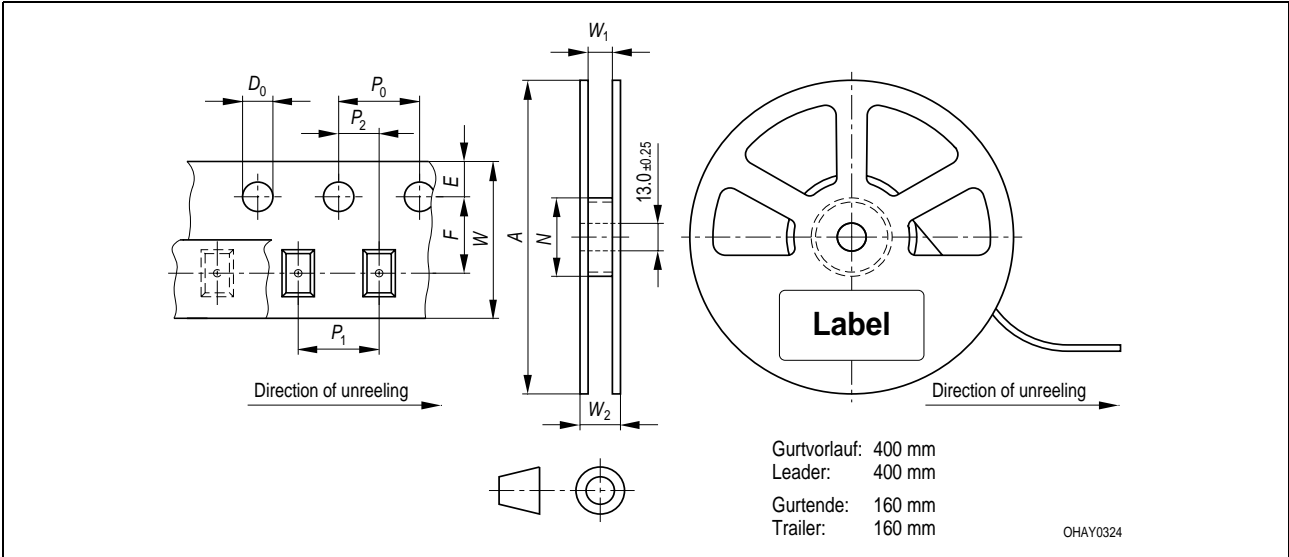 W1
D0
P0
P2
E
F
W
A
N
13.0 ±0.25
P1
Label
Direction of unreeling
W2
Direction of unreeling
Gurtvorlauf: 400 mm
Leader: 400 mm
Gurtende: 160 mm
Trailer: 160 mm
OHAY0324